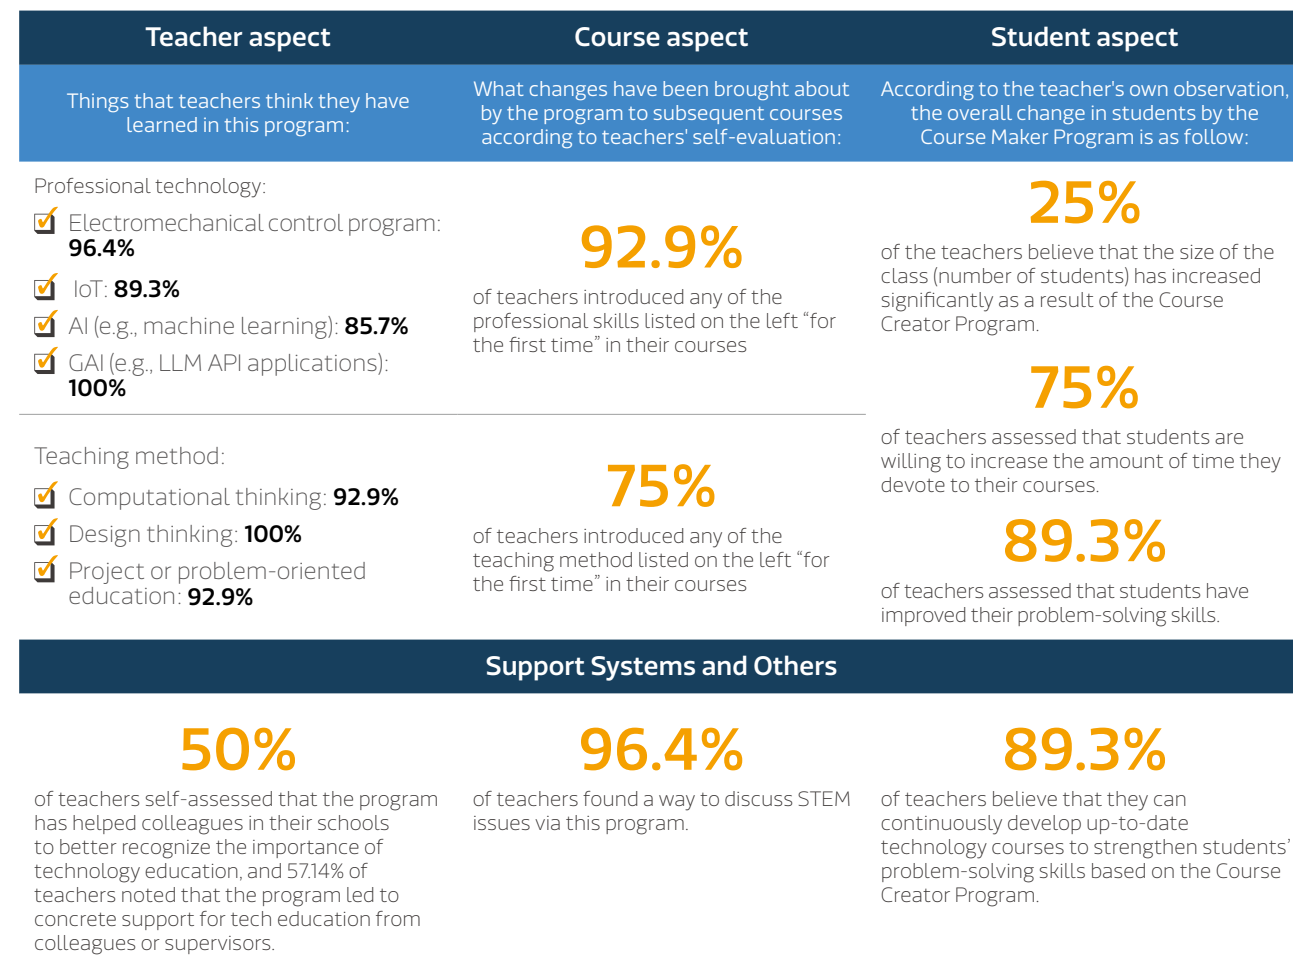 Teacher aspect
Things that teachers think they have
learned in this program:
Professional technology:
Electromechanical control program:
96.4%
IoT: 89.3%
AI (e.g., machine learning): 85.7%
GAI (e.g., LLM API applications):
100%
Teaching method:
Computational thinking: 92.9%
Design thinking: 100%
Project or problem-oriented
education: 92.9%
Course aspect
What changes have been brought about
by the program to subsequent courses
according to teachers' self-evaluation:
92.9%
of teachers introduced any of the
professional skills listed on the left “for
the first time” in their courses
75%
of teachers introduced any of the
teaching method listed on the left “for
the first time” in their courses
Student aspect
According to the teacher's own observation,
the overall change in students by the
Course Maker Program is as follow:
25%
of the teachers believe that the size of the
class (number of students) has increased
significantly as a result of the Course
Creator Program.
75%
of teachers assessed that students are
willing to increase the amount of time they
devote to their courses.
89.3%
of teachers assessed that students have
improved their problem-solving skills.
Support Systems and Others
50%
of teachers self-assessed that the program
has helped colleagues in their schools
to better recognize the importance of
technology education, and 57.14% of
teachers noted that the program led to
concrete support for tech education from
colleagues or supervisors.
96.4%
of teachers found a way to discuss STEM
issues via this program.
89.3%
of teachers believe that they can
continuously develop up-to-date
technology courses to strengthen students’
problem-solving skills based on the Course
Creator Program.